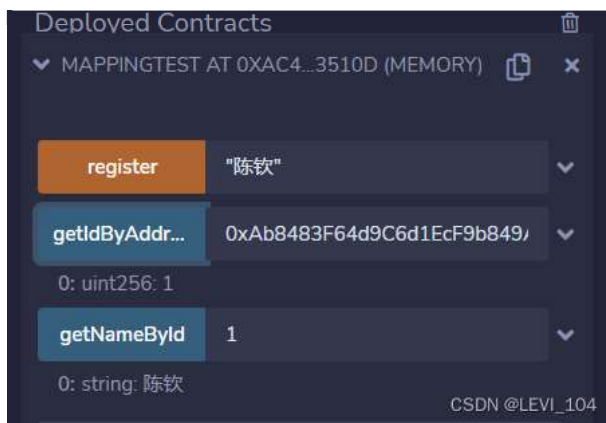 Deployed Contracts
MAPPINGTEST AT 0XAC4...3510D (MEMORY)
register "陈钦"
getIdByAddr... 0xAb8483F64d9C6d1EcF9b849A
0: uint256: 1
getNameById 1
0: string: 陈钦
CSDN @LEVI_104